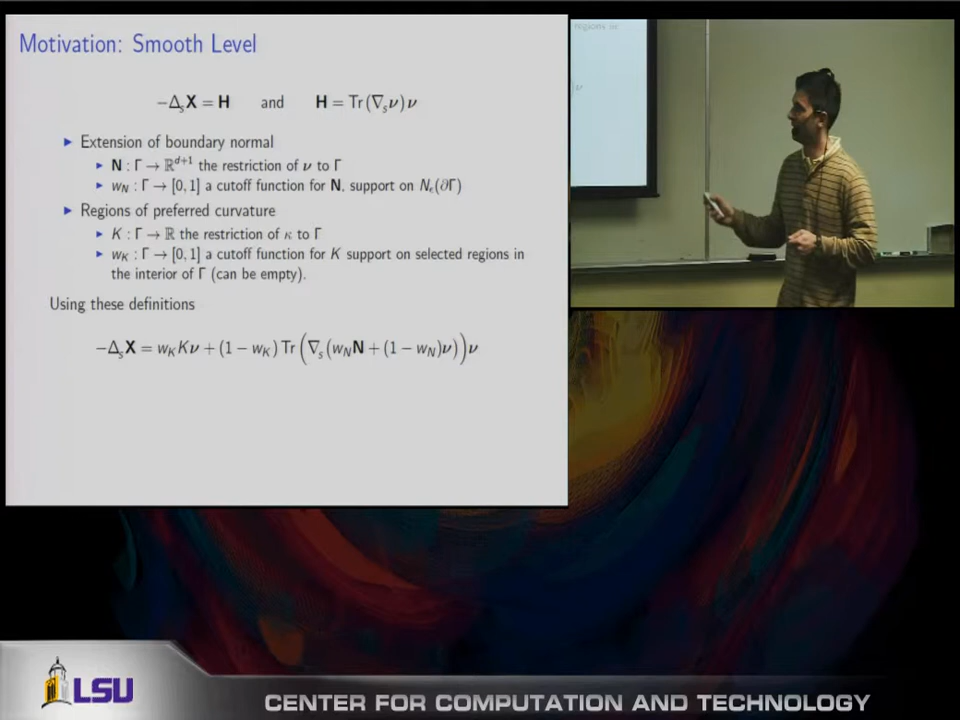 Motivation: Smooth Level
−Δ_s X = H and H = Tr(∇_s ν) ν
► Extension of boundary normal
► N : Γ → ℝ^{d+1} the restriction of ν to Γ
► w_N : Γ → [0, 1] a cutoff function for N, support on N_ϵ(∂Γ)
► Regions of preferred curvature
► K : Γ → ℝ the restriction of κ to Γ
► w_K : Γ → [0, 1] a cutoff function for K support on selected regions in
the interior of Γ (can be empty).
Using these definitions
−Δ_s X = w_K K ν + (1 − w_K) Tr(∇_s(w_N N + (1 − w_N)ν))ν
regions in
LSU
CENTER FOR COMPUTATION AND TECHNOLOGY